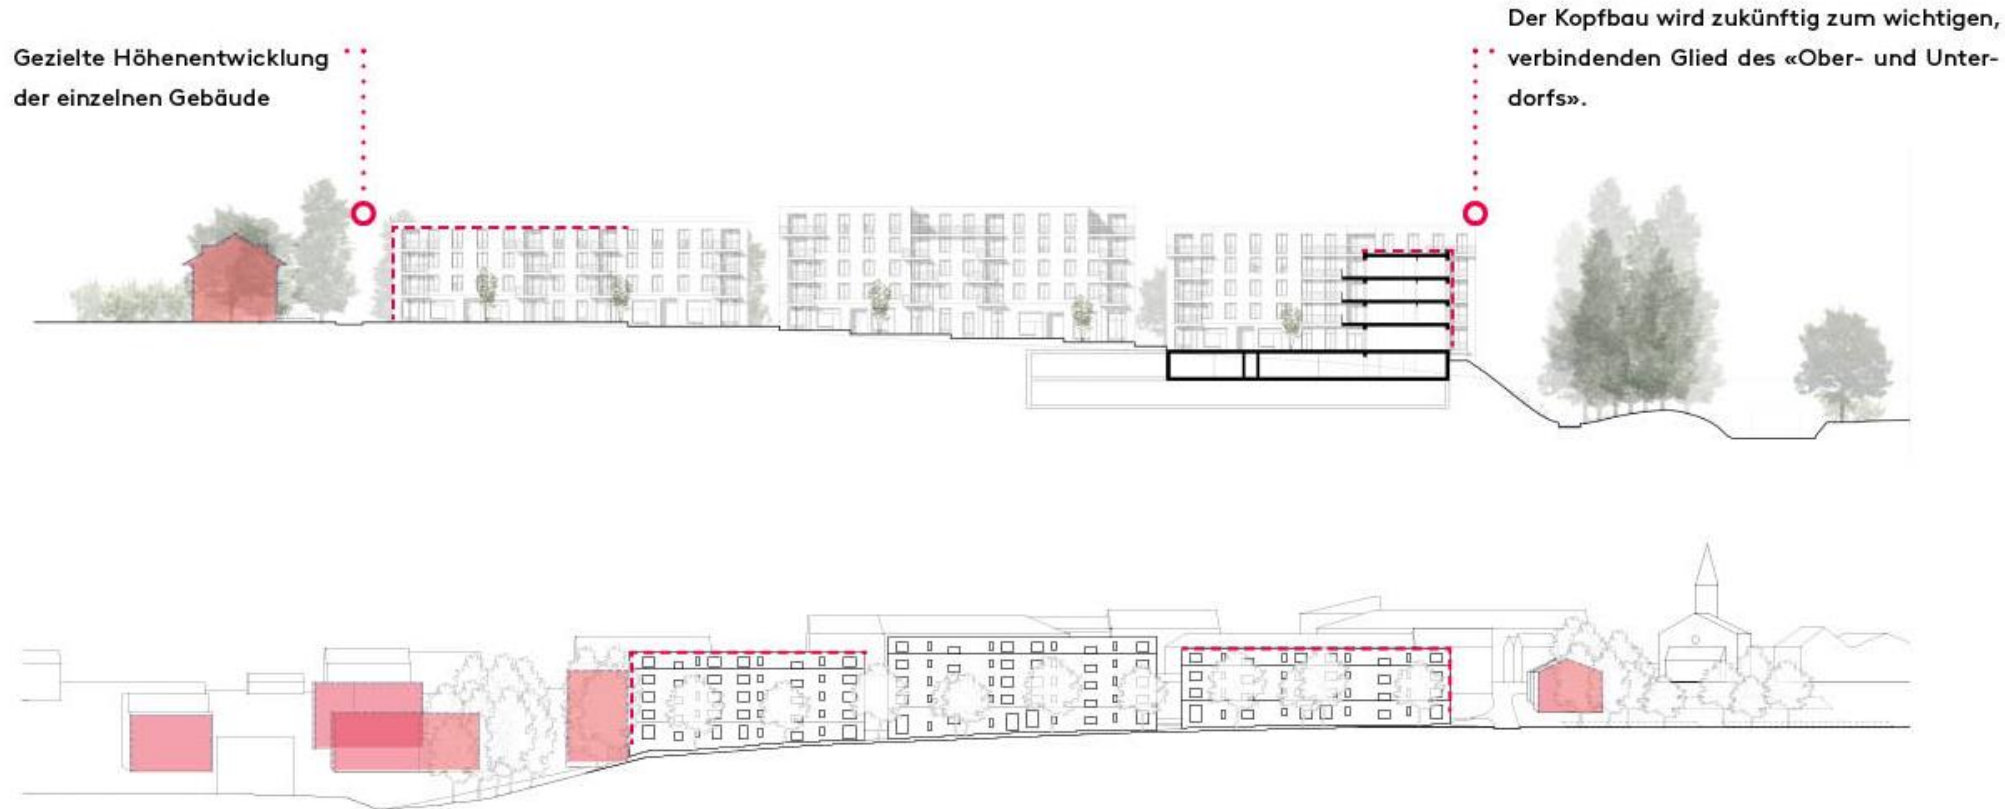 Gezielte Höhenentwicklung
der einzelnen Gebäude
Der Kopfbau wird zukünftig zum wichtigen,
verbindenden Glied des «Ober- und Unter-
dorfs».